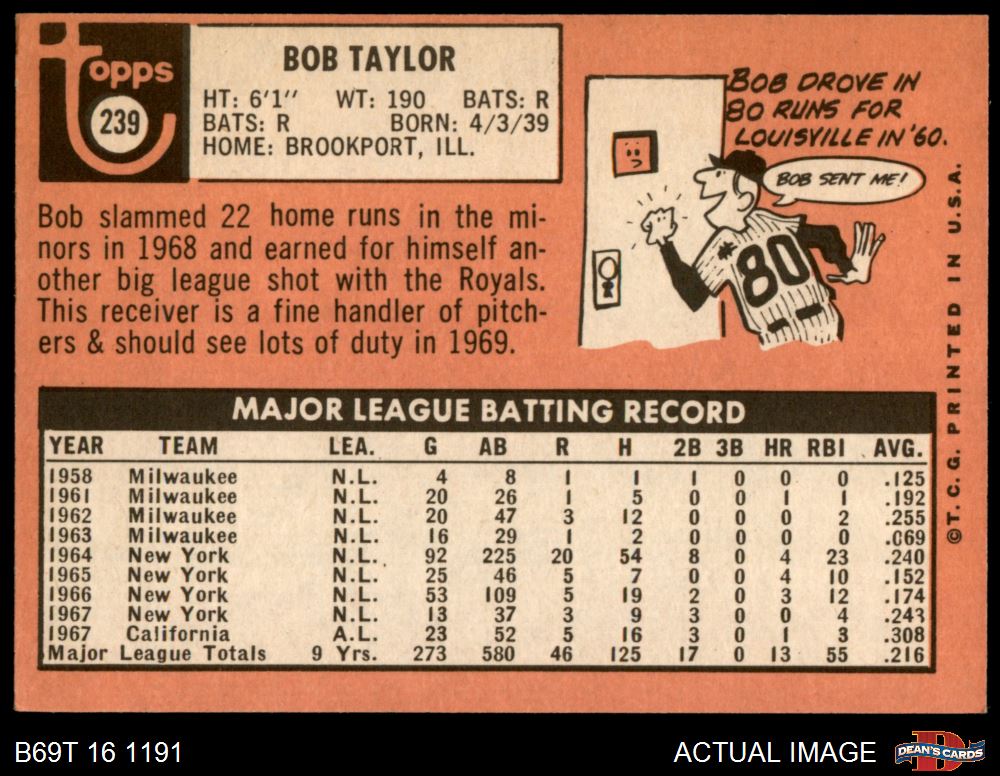 Topps
239
BOB TAYLOR
HT: 6'1" WT: 190 BATS: R
BATS: R BORN: 4/3/39
HOME: BROOKPORT, ILL.
Bob slammed 22 home runs in the mi-
nors in 1968 and earned for himself an-
other big league shot with the Royals.
This receiver is a fine handler of pitch-
ers & should see lots of duty in 1969.
BOB DROVE IN
80 RUNS FOR
LOUISVILLE IN '60.
BOB SENT ME!
80
MAJOR LEAGUE BATTING RECORD
YEAR TEAM LEA. G AB R H 2B 3B HR RBI AVG.
1958 Milwaukee N.L. 4 8 1 1 1 0 0 0 .125
1961 Milwaukee N.L. 20 26 1 5 0 0 1 1 .192
1962 Milwaukee N.L. 20 47 3 12 0 0 0 2 .255
1963 Milwaukee N.L. 16 29 1 2 0 0 0 0 .069
1964 New York N.L. 92 225 20 54 8 0 4 23 .240
1965 New York N.L. 25 46 5 7 0 0 4 10 .152
1966 New York N.L. 53 109 5 19 2 0 3 12 .174
1967 New York N.L. 13 37 3 9 3 0 0 4 .243
1967 California A.L. 23 52 5 16 3 0 1 3 .308
Major League Totals 9 Yrs. 273 580 46 125 17 0 13 55 .216
©T.C.G. PRINTED IN U.S.A.
B69T 16 1191
ACTUAL IMAGE
D
DEAN'S CARDS